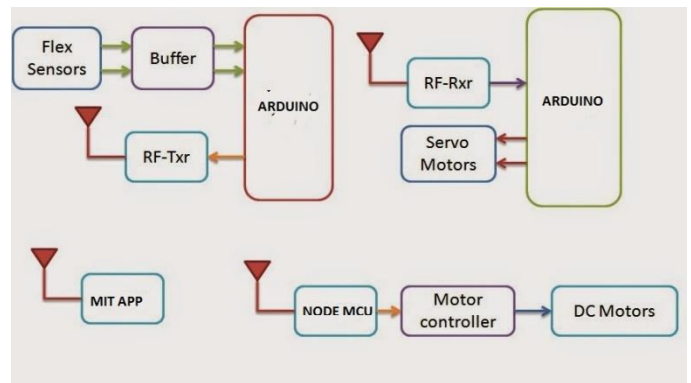 Flex
Sensors
Buffer
ARDUINO
RF-Txr
RF-Rxr
ARDUINO
Servo
Motors
MIT APP
NODE MCU
Motor
controller
DC Motors